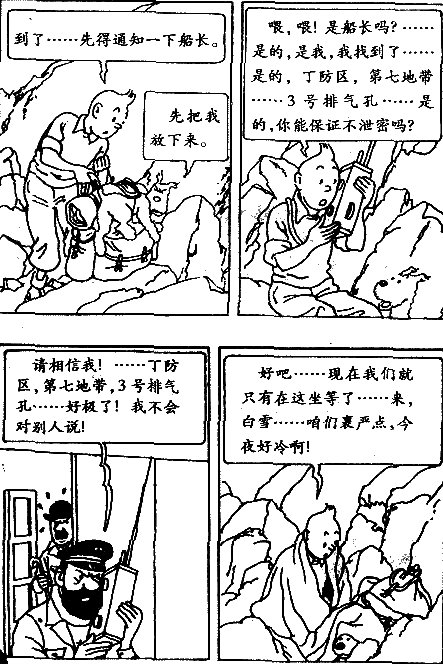 到了……先得通知一下船长。
先把我
放下来。
喂，喂！是船长吗？……
是的，是我，我找到了……
是的，丁防区，第七地带
……3号排气孔……是
的，你能保证不泄密吗？
请相信我！……丁防
区，第七地带，3号排气
孔……好极了！我不会
对别人说！
好吧……现在我们就
只有在这坐等了……来，
白雪……咱们裹严点，今
夜好冷啊！